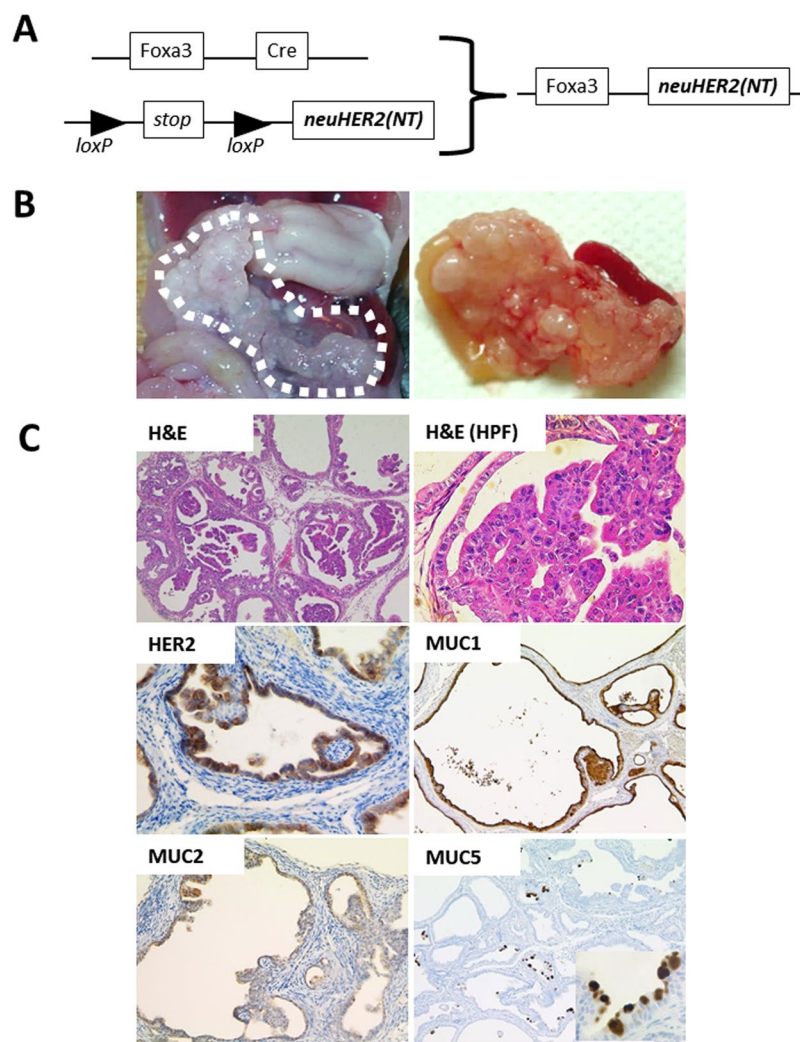 A
Foxa3 Cre
Foxa3 neuHER2(NT)
stop neuHER2(NT)
loxP loxP
B
C
H&E H&E (HPF)
HER2 MUC1
MUC2 MUC5